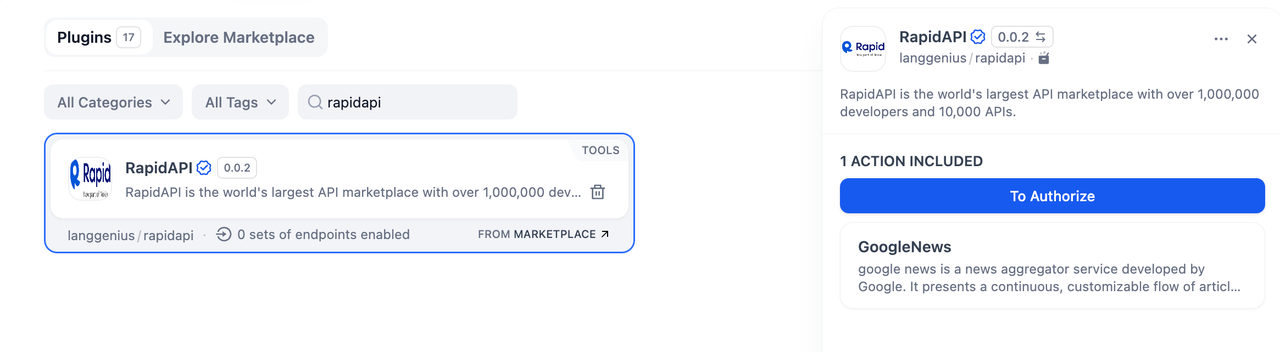 Plugins 17 Explore Marketplace
All Categories All Tags rapidapi
TOOLS
Rapid
RapidAPI 0.0.2
RapidAPI is the world's largest API marketplace with over 1,000,000 dev...
langgenius / rapidapi · 0 sets of endpoints enabled FROM MARKETPLACE
Rapid
RapidAPI 0.0.2
langgenius / rapidapi ·
RapidAPI is the world's largest API marketplace with over 1,000,000
developers and 10,000 APIs.
1 ACTION INCLUDED
To Authorize
GoogleNews
google news is a news aggregator service developed by
Google. It presents a continuous, customizable flow of articl...